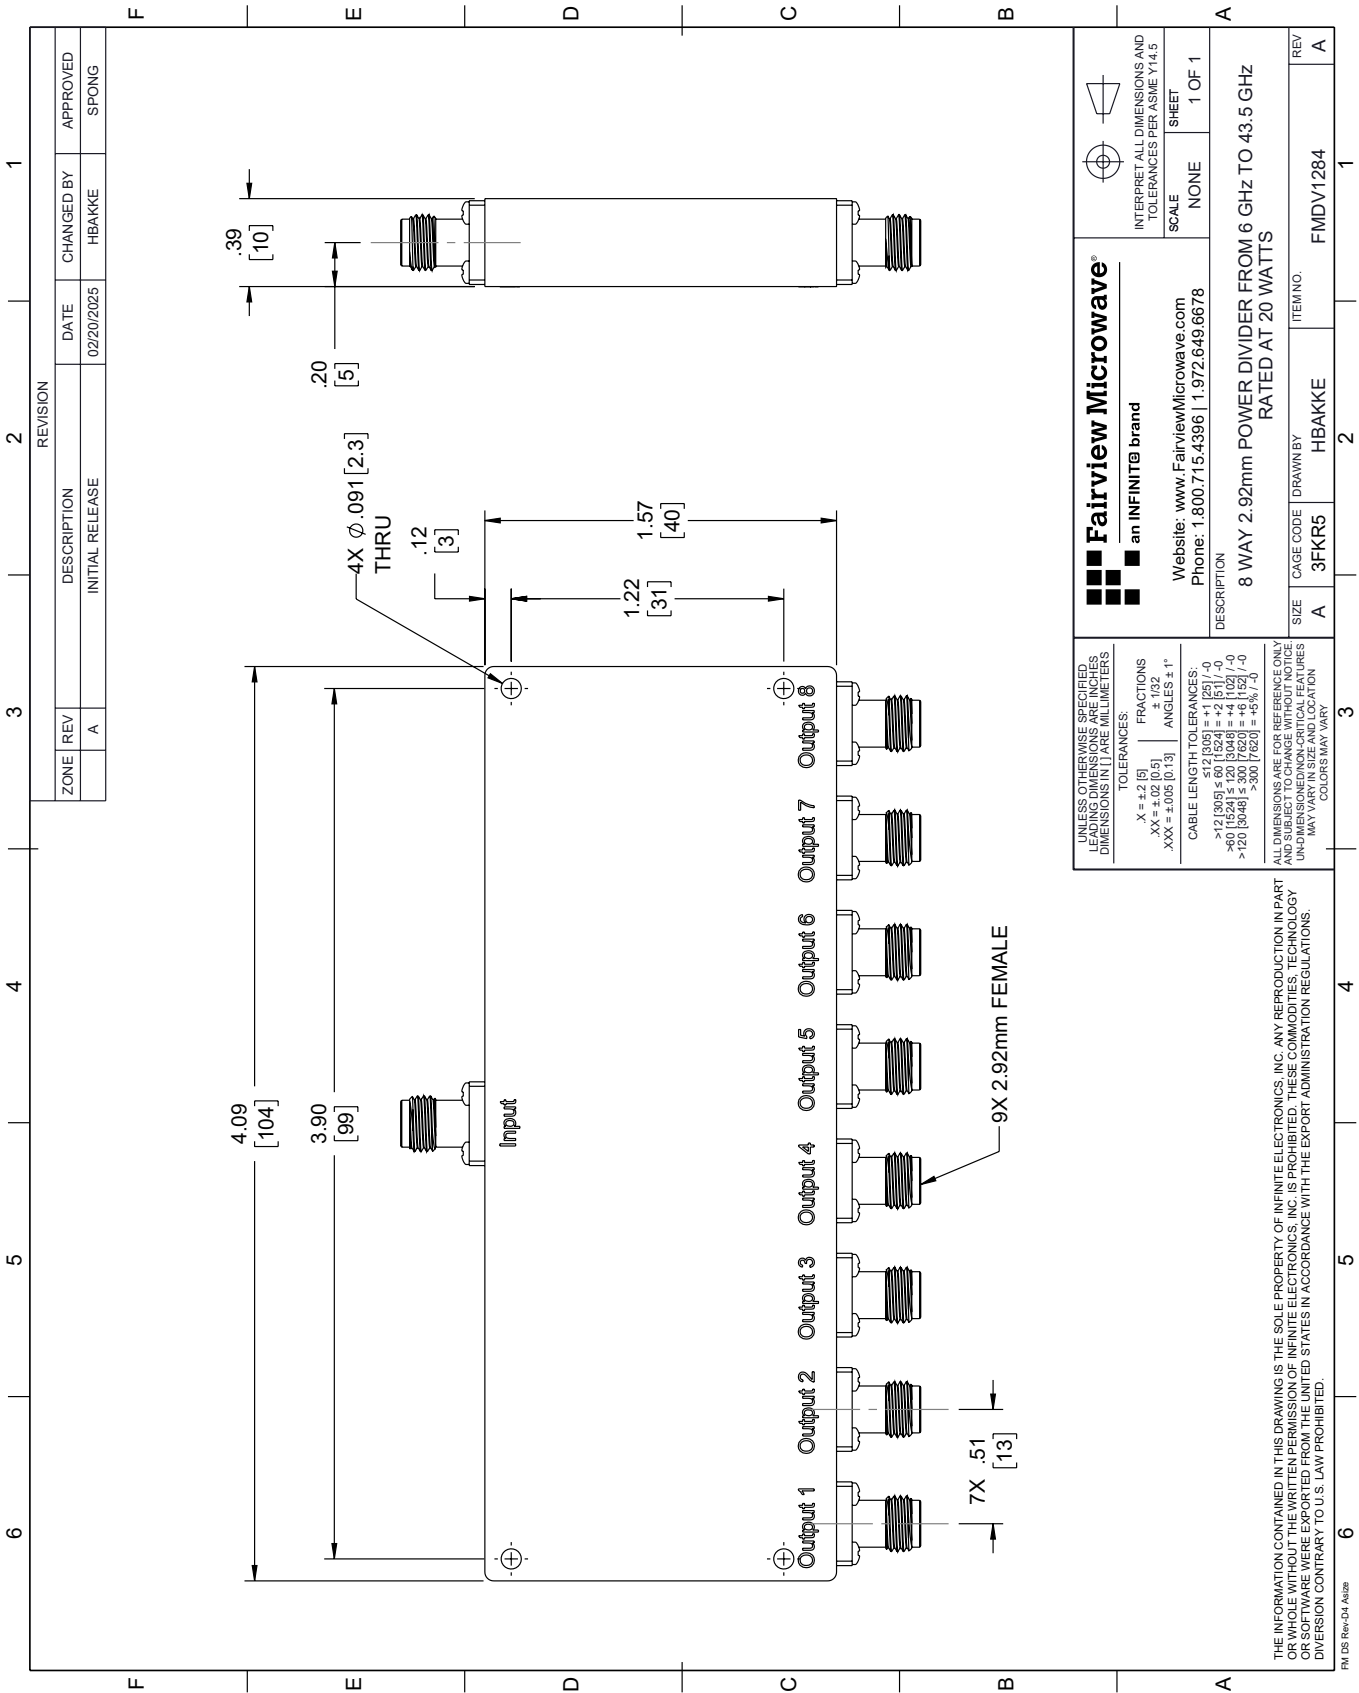 6
5
4
3
2
1
F
E
D
C
B
A
REVISION
ZONE
REV
DESCRIPTION
DATE
CHANGED BY
APPROVED
A
INITIAL RELEASE
02/20/2025
HBAKKE
SPONG
4.09
[104]
3.90
[99]
.39
[10]
.20
[5]
4X ⌀.091[2.3]
THRU
.12
[3]
1.22
[31]
1.57
[40]
Input
Output 1
Output 2
Output 3
Output 4
Output 5
Output 6
Output 7
Output 8
7X .51
[13]
9X 2.92mm FEMALE
UNLESS OTHERWISE SPECIFIED
LEADING DIMENSIONS ARE INCHES
DIMENSIONS IN [ ] ARE MILLIMETERS
TOLERANCES:
.X = ±.2 [5]
.XX = ±.02 [0.5]
.XXX = ±.005 [0.13]
FRACTIONS
± 1/32
ANGLES ± 1°
CABLE LENGTH TOLERANCES:
≤12 [305] = +1 [25] / -0
>12 [305] ≤ 60 [1524] = +2 [51] / -0
>60 [1524] ≤ 120 [3048] = +4 [102] / -0
>120 [3048] ≤ 300 [7620] = +6 [152] / -0
>300 [7620] = +5% / -0
ALL DIMENSIONS ARE FOR REFERENCE ONLY
AND SUBJECT TO CHANGE WITHOUT NOTICE.
UN-DIMENSIONED/NON-CRITICAL FEATURES
MAY VARY IN SIZE AND LOCATION
COLORS MAY VARY
Fairview Microwave®
an INFINIT® brand
Website: www.FairviewMicrowave.com
Phone: 1.800.715.4396 | 1.972.649.6678
INTERPRET ALL DIMENSIONS AND
TOLERANCES PER ASME Y14.5
SCALE
NONE
SHEET
1 OF 1
DESCRIPTION
8 WAY 2.92mm POWER DIVIDER FROM 6 GHz TO 43.5 GHz
RATED AT 20 WATTS
SIZE
A
CAGE CODE
3FKR5
DRAWN BY
HBAKKE
ITEM NO.
FMDV1284
REV
A
THE INFORMATION CONTAINED IN THIS DRAWING IS THE SOLE PROPERTY OF INFINITE ELECTRONICS, INC. ANY REPRODUCTION IN PART
OR WHOLE WITHOUT THE WRITTEN PERMISSION OF INFINITE ELECTRONICS, INC. IS PROHIBITED. THESE COMMODITIES, TECHNOLOGY
OR SOFTWARE WERE EXPORTED FROM THE UNITED STATES IN ACCORDANCE WITH THE EXPORT ADMINISTRATION REGULATIONS.
DIVERSION CONTRARY TO U.S. LAW PROHIBITED.
FM DS Rev-D4 Asize
6
5
4
3
2
1
F
E
D
C
B
A